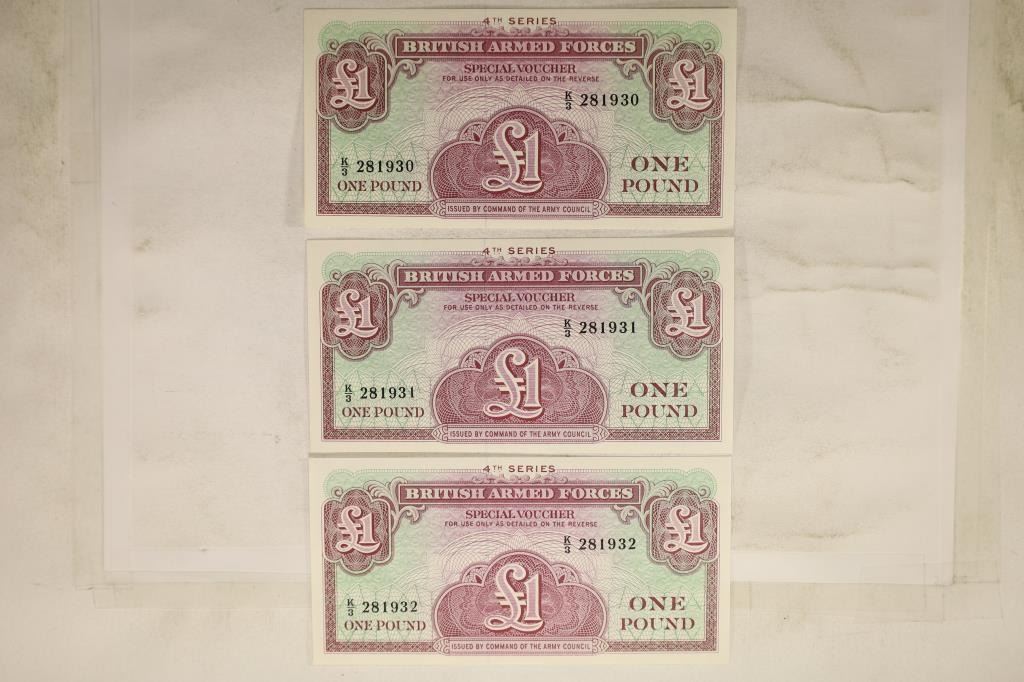 4TH SERIES
BRITISH ARMED FORCES
£1 £1
SPECIAL VOUCHER
FOR USE ONLY AS DETAILED ON THE REVERSE
K/3 281930
£1
K/3 281930
ONE POUND
ONE
POUND
ISSUED BY COMMAND OF THE ARMY COUNCIL
4TH SERIES
BRITISH ARMED FORCES
£1 £1
SPECIAL VOUCHER
FOR USE ONLY AS DETAILED ON THE REVERSE
K/3 281931
£1
K/3 281931
ONE POUND
ONE
POUND
ISSUED BY COMMAND OF THE ARMY COUNCIL
4TH SERIES
BRITISH ARMED FORCES
£1 £1
SPECIAL VOUCHER
FOR USE ONLY AS DETAILED ON THE REVERSE
K/3 281932
£1
K/3 281932
ONE POUND
ONE
POUND
ISSUED BY COMMAND OF THE ARMY COUNCIL